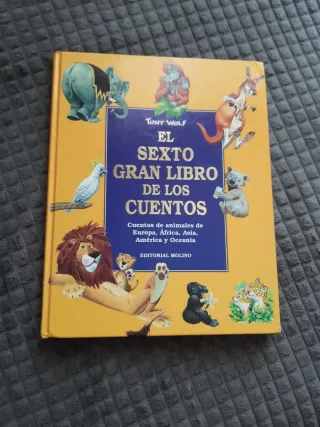 TONY WOLF
EL
SEXTO
GRAN LIBRO
DE LOS
CUENTOS
Cuentos de animales de
Europa, África, Asia,
América y Oceanía
EDITORIAL MOLINO